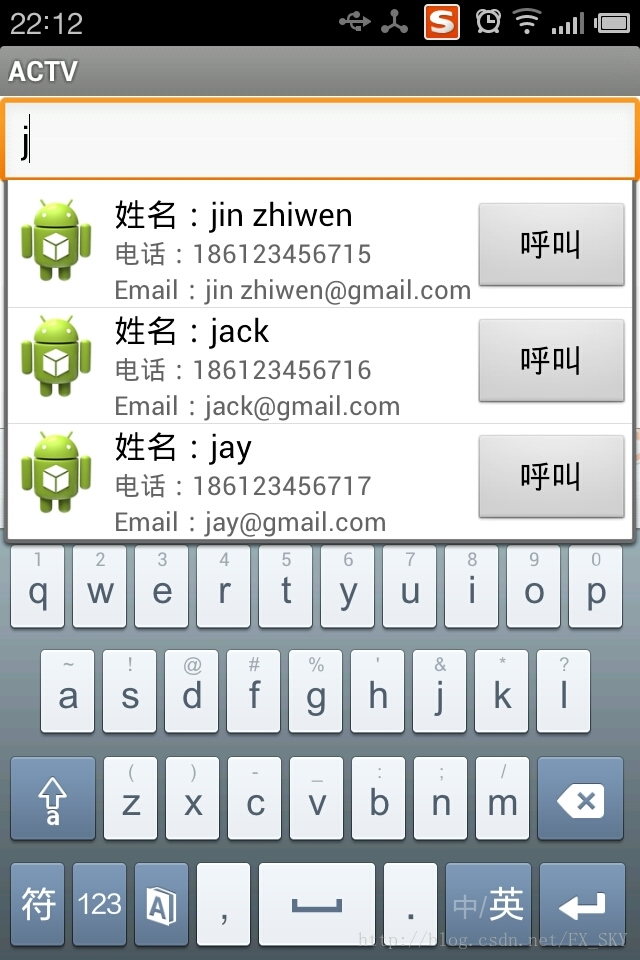 22:12
S
ACTV
j
姓名：jin zhiwen
电话：186123456715
Email：jin zhiwen@gmail.com
呼叫
姓名：jack
电话：186123456716
Email：jack@gmail.com
呼叫
姓名：jay
电话：186123456717
Email：jay@gmail.com
呼叫
1 2 3 4 5 6 7 8 9 0
q w e r t y u i o p
~ ! @ # % ' & * ?
a s d f g h j k l
( ) - _ : ; /
a z x c v b n m
符 123 A , . 中/英
http://blog.csdn.net/FX_SKY